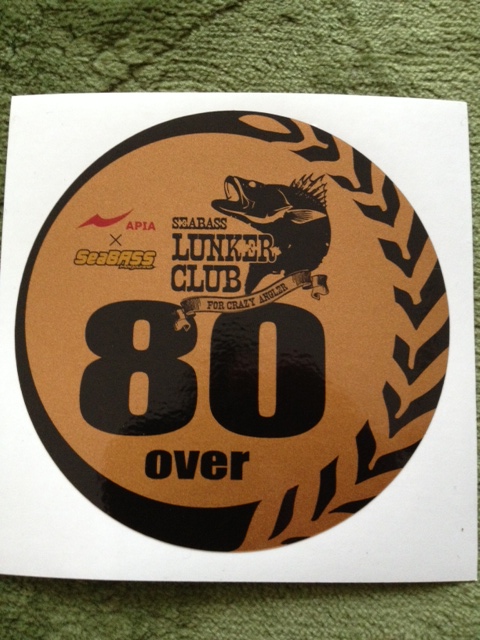 APIA
×
SeaBASS
SEABASS
LUNKER
CLUB
FOR CRAZY ANGLER
80
over